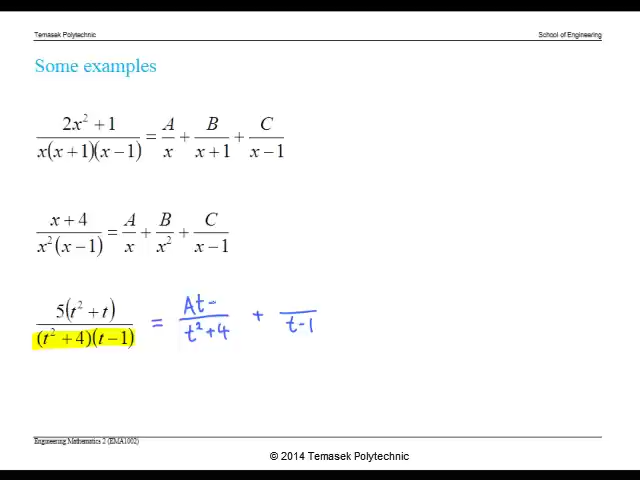 Temasek Polytechnic School of Engineering
Some examples
(2x² + 1)/(x(x + 1)(x − 1)) = A/x + B/(x + 1) + C/(x − 1)
(x + 4)/(x²(x − 1)) = A/x + B/x² + C/(x − 1)
5(t² + t)/((t² + 4)(t − 1)) = (At −)/(t² + 4) + /(t − 1)
Engineering Mathematics 2 (EMA1002)
© 2014 Temasek Polytechnic